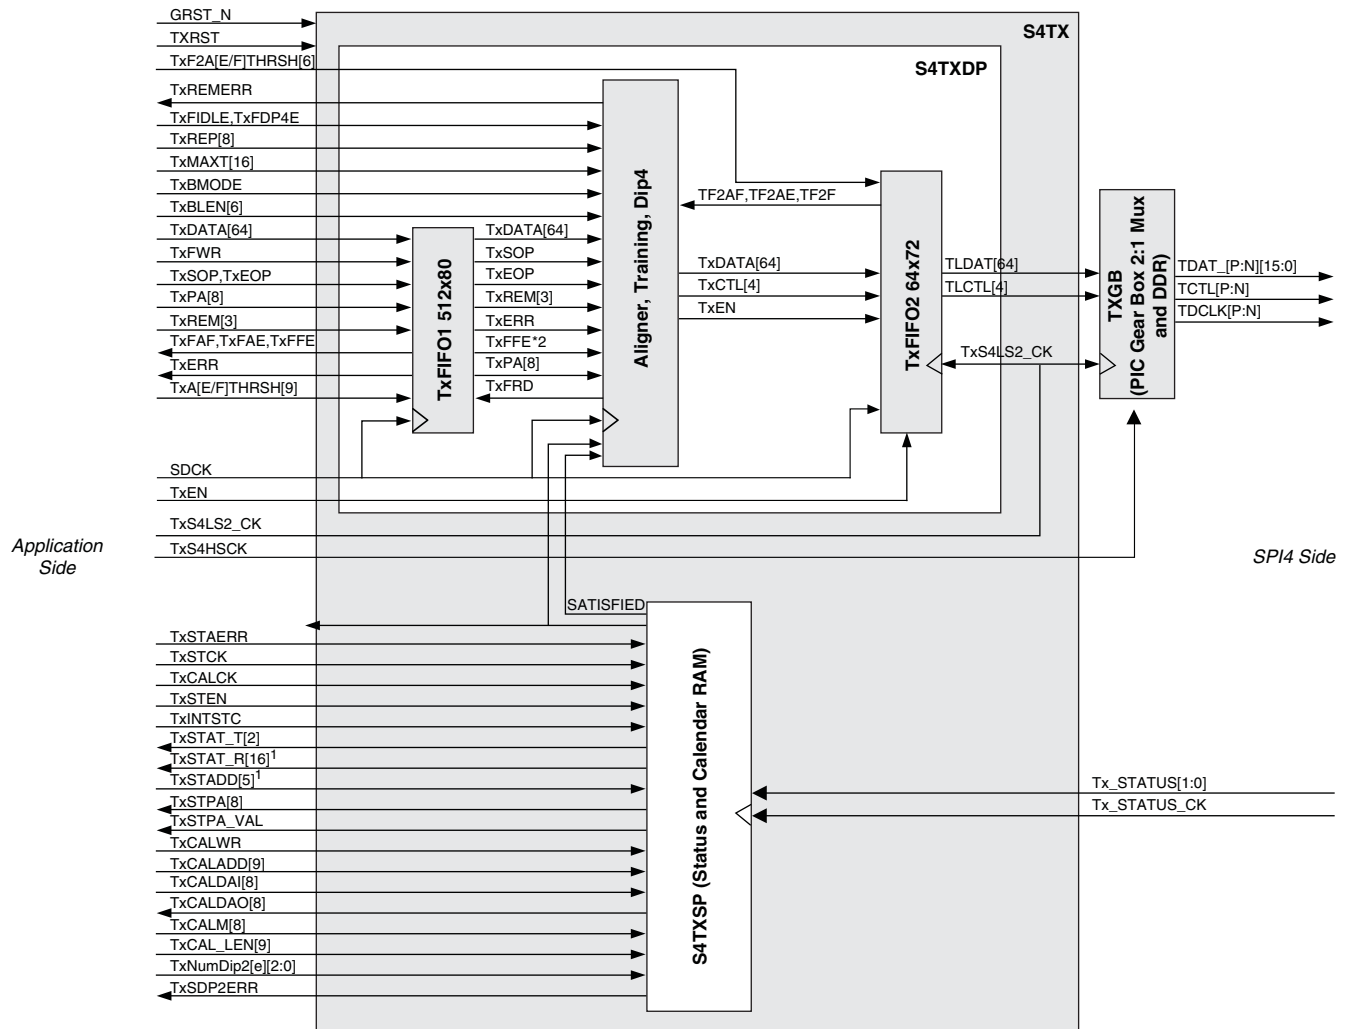 GRST_N
TXRST
TxF2A[E/F]THRSH[6]
TxREMERR
TxFIDLE,TxFDP4E
TxREP[8]
TxMAXT[16]
TxBMODE
TxBLEN[6]
TxDATA[64]
TxFWR
TxSOP,TxEOP
TxPA[8]
TxREM[3]
TxFAF,TxFAE,TxFFE
TxERR
TxA[E/F]THRSH[9]
SDCK
TxEN
TxS4LS2_CK
TxS4HSCK
Application
Side
S4TX
S4TXDP
TxFIFO1 512x80
TxDATA[64]
TxSOP
TxEOP
TxREM[3]
TxERR
TxFFE*2
TxPA[8]
TxFRD
Aligner, Training, Dip4
TF2AF,TF2AE,TF2F
TxDATA[64]
TxCTL[4]
TxEN
TxFIFO2 64x72
TLDAT[64]
TLCTL[4]
TxS4LS2_CK
TXGB
(PIC Gear Box 2:1 Mux
and DDR)
TDAT_[P:N][15:0]
TCTL[P:N]
TDCLK[P:N]
SPI4 Side
SATISFIED
TxSTAERR
TxSTCK
TxCALCK
TxSTEN
TxINTSTC
TxSTAT_T[2]
TxSTAT_R[16]1
TxSTADD[5]1
TxSTPA[8]
TxSTPA_VAL
TxCALWR
TxCALADD[9]
TxCALDAI[8]
TxCALDAO[8]
TxCALM[8]
TxCAL_LEN[9]
TxNumDip2[e][2:0]
TxSDP2ERR
S4TXSP (Status and Calendar RAM)
Tx_STATUS[1:0]
Tx_STATUS_CK